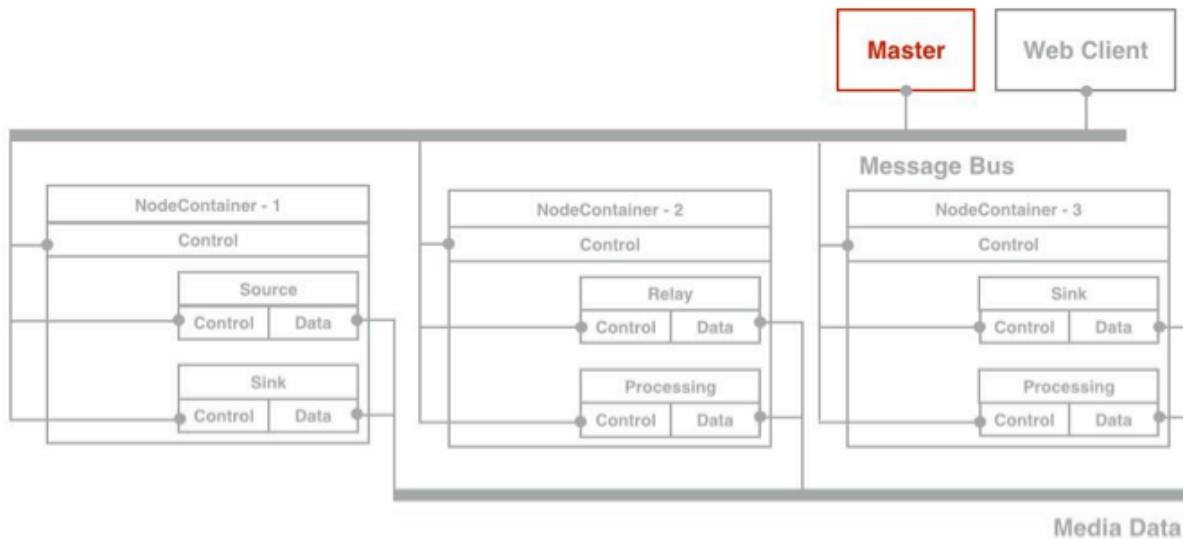 Master
Web Client
Message Bus
NodeContainer - 1
Control
Source
Control Data
Sink
Control Data
NodeContainer - 2
Control
Relay
Control Data
Processing
Control Data
NodeContainer - 3
Control
Sink
Control Data
Processing
Control Data
Media Data